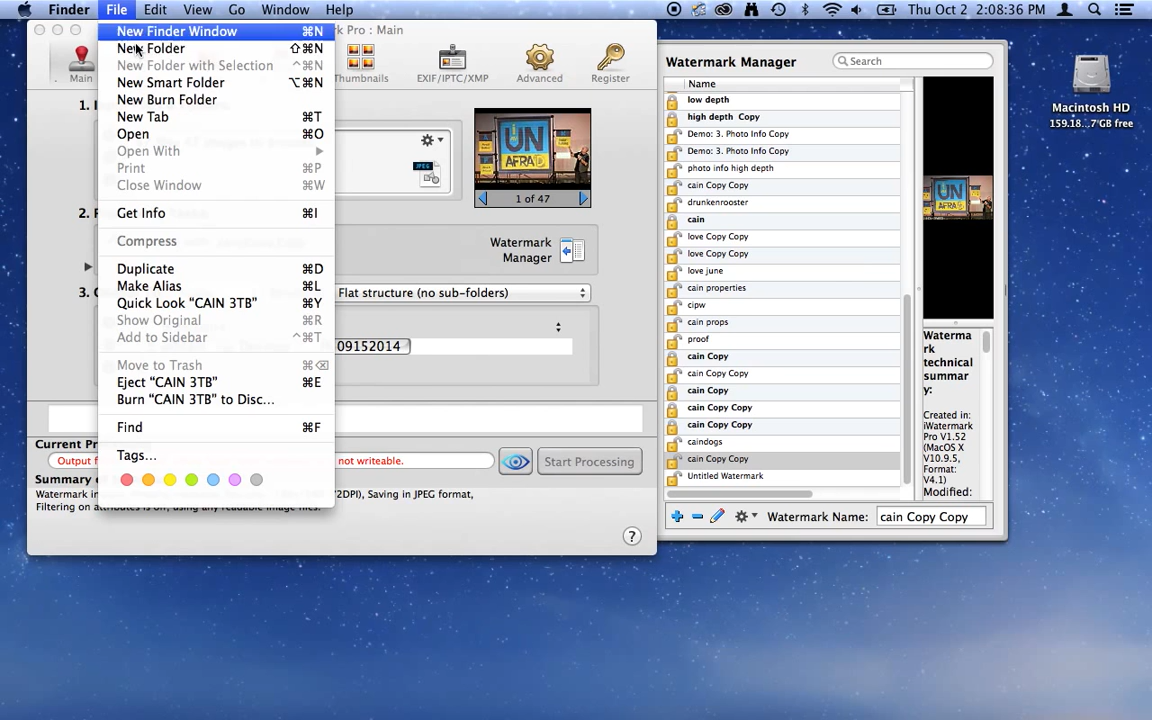 Finder File Edit View Go Window Help Thu Oct 2 2:08:36 PM
New Finder Window ⌘N
New Folder ⇧⌘N
New Folder with Selection ^⌘N
New Smart Folder ⌥⌘N
New Burn Folder
New Tab ⌘T
Open ⌘O
Open With
Print ⌘P
Close Window ⌘W
Get Info ⌘I
Compress
Duplicate ⌘D
Make Alias ⌘L
Quick Look “CAIN 3TB” ⌘Y
Show Original ⌘R
Add to Sidebar ^⌘T
Move to Trash ⌘⌫
Eject “CAIN 3TB” ⌘E
Burn “CAIN 3TB” to Disc...
Find ⌘F
Tags...
rk Pro : Main
Main
Thumbnails
EXIF/IPTC/XMP
Advanced
Register
1. I
JPEG
UN
AFRAID
1 of 47
2.
Watermark
Manager
3.
Flat structure (no sub-folders)
09152014
Current Pr
Output f
not writeable.
Start Processing
Summary of
Watermark in
2DPI), Saving in JPEG format,
Filtering on attributes is on, using any readable image files.
?
Watermark Manager
Search
Name
low depth
high depth Copy
Demo: 3. Photo Info Copy
Demo: 3. Photo Info Copy
photo info high depth
cain Copy Copy
drunkenrooster
cain
love Copy Copy
love Copy Copy
love june
cain properties
cipw
cain props
proof
cain Copy
cain Copy Copy
cain Copy
cain Copy Copy
cain Copy Copy
caindogs
cain Copy Copy
Untitled Watermark
Waterma
rk
technical
summar
y:
Created in:
iWatermark
Pro V1.52
(MacOS X
V10.9.5,
Format:
V4.1)
Modified:
Watermark Name: cain Copy Copy
Macintosh HD
159.18...7 GB free